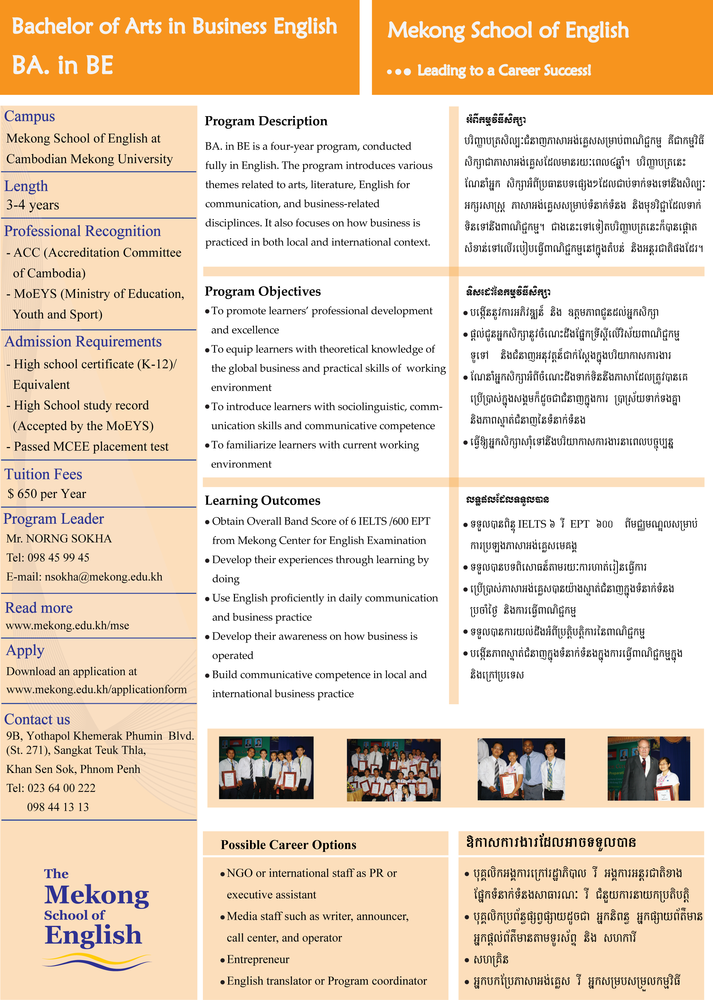 Bachelor of Arts in Business English
BA. in BE
Mekong School of English
... Leading to a Career Success!
Campus
Mekong School of English at
Cambodian Mekong University
Length
3-4 years
Professional Recognition
- ACC (Accreditation Committee
of Cambodia)
- MoEYS (Ministry of Education,
Youth and Sport)
Admission Requirements
- High school certificate (K-12)/
Equivalent
- High School study record
(Accepted by the MoEYS)
- Passed MCEE placement test
Tuition Fees
$ 650 per Year
Program Leader
Mr. NORNG SOKHA
Tel: 098 45 99 45
E-mail: nsokha@mekong.edu.kh
Read more
www.mekong.edu.kh/mse
Apply
Download an application at
www.mekong.edu.kh/applicationform
Contact us
9B, Yothapol Khemerak Phumin Blvd.
(St. 271), Sangkat Teuk Thla,
Khan Sen Sok, Phnom Penh
Tel: 023 64 00 222
098 44 13 13
The
Mekong
School of
English
Program Description
BA. in BE is a four-year program, conducted
fully in English. The program introduces various
themes related to arts, literature, English for
communication, and business-related
disciplinces. It also focuses on how business is
practiced in both local and international context.
អំពីកម្មវិធីសិក្សា
បរិញ្ញាបត្រសិល្បៈជំនាញភាសាអង់គ្លេសសម្រាប់ពាណិជ្ជកម្ម គឺជាកម្មវិធី
សិក្សាជាភាសាអង់គ្លេសដែលមានរយៈពេល៤ឆ្នាំ។ បរិញ្ញាបត្រនេះ
ណែនាំអ្នក សិក្សាអំពីប្រធានបទផ្សេងៗដែលជាប់ទាក់ទងទៅនឹងសិល្បៈ
អក្សរសាស្ត្រ ភាសាអង់គ្លេសសម្រាប់ទំនាក់ទំនង និងមុខវិជ្ជាដែលទាក់
ទិនទៅនឹងពាណិជ្ជកម្ម។ ជាងនេះទៅទៀតបរិញ្ញាបត្រនេះក៏បានផ្តោត
សំខាន់ទៅលើរបៀបធ្វើពាណិជ្ជកម្មនៅក្នុងតំបន់ និងអន្តរជាតិផងដែរ។
Program Objectives
• To promote learners’ professional development
and excellence
• To equip learners with theoretical knowledge of
the global business and practical skills of working
environment
• To introduce learners with sociolinguistic, comm-
unication skills and communicative competence
• To familiarize learners with current working
environment
ទិសដៅនៃកម្មវិធីសិក្សា
• បង្កើននូវការអភិវឌ្ឍន៍ និង ឧត្តមភាពជូនដល់អ្នកសិក្សា
• ផ្តល់ជូនអ្នកសិក្សានូវចំណេះដឹងផ្នែកទ្រឹស្តីលើវិស័យពាណិជ្ជកម្ម
ទូទៅ និងជំនាញអនុវត្តន៍ជាក់ស្តែងក្នុងបរិយាកាសការងារ
• ណែនាំអ្នកសិក្សាអំពីចំណេះដឹងទាក់ទិននឹងភាសាដែលត្រូវបានគេ
ប្រើប្រាស់ក្នុងសង្គមក៏ដូចជាជំនាញក្នុងការ ប្រាស្រ័យទាក់ទងគ្នា
និងភាពស្ទាត់ជំនាញនៃទំនាក់ទំនង
• ធ្វើឱ្យអ្នកសិក្សាស៊ាំទៅនឹងបរិយាកាសការងារនាពេលបច្ចុប្បន្ន
Learning Outcomes
• Obtain Overall Band Score of 6 IELTS /600 EPT
from Mekong Center for English Examination
• Develop their experiences through learning by
doing
• Use English proficiently in daily communication
and business practice
• Develop their awareness on how business is
operated
• Build communicative competence in local and
international business practice
លទ្ធផលដែលទទួលបាន
• ទទួលបានពិន្ទុ IELTS ៦ រឺ EPT ៦០០ ពីមជ្ឈមណ្ឌលសម្រាប់
ការប្រឡងភាសាអង់គ្លេសមេគង្គ
• ទទួលបានបទពិសោធន៍តាមរយៈការហាត់រៀនធ្វើការ
• ប្រើប្រាស់ភាសាអង់គ្លេសបានយ៉ាងស្ទាត់ជំនាញក្នុងទំនាក់ទំនង
ប្រចាំថ្ងៃ និងការធ្វើពាណិជ្ជកម្ម
• ទទួលបានការយល់ដឹងអំពីប្រត្តិបត្តិការនៃពាណិជ្ជកម្ម
• បង្កើនភាពស្ទាត់ជំនាញក្នុងទំនាក់ទំនងក្នុងការធ្វើពាណិជ្ជកម្មក្នុង
និងក្រៅប្រទេស
Possible Career Options
• NGO or international staff as PR or
executive assistant
• Media staff such as writer, announcer,
call center, and operator
• Entrepreneur
• English translator or Program coordinator
ឱកាសការងារដែលអាចទទួលបាន
• បុគ្គលិកអង្គការក្រៅរដ្ឋាភិបាល រឺ អង្គការអន្តរជាតិខាង
ផ្នែកទំនាក់ទំនងសាធារណៈ រឺ ជំនួយការនាយកប្រតិបត្តិ
• បុគ្គលិកប្រព័ន្ធផ្សព្វផ្សាយដូចជា អ្នកនិពន្ធ អ្នកផ្សាយព័ត៌មាន
អ្នកផ្តល់ព័ត៌មានតាមទូរស័ព្ទ និង សហការី
• សហគ្រិន
• អ្នកបកប្រែភាសាអង់គ្លេស រឺ អ្នកសម្របសម្រួលកម្មវិធី